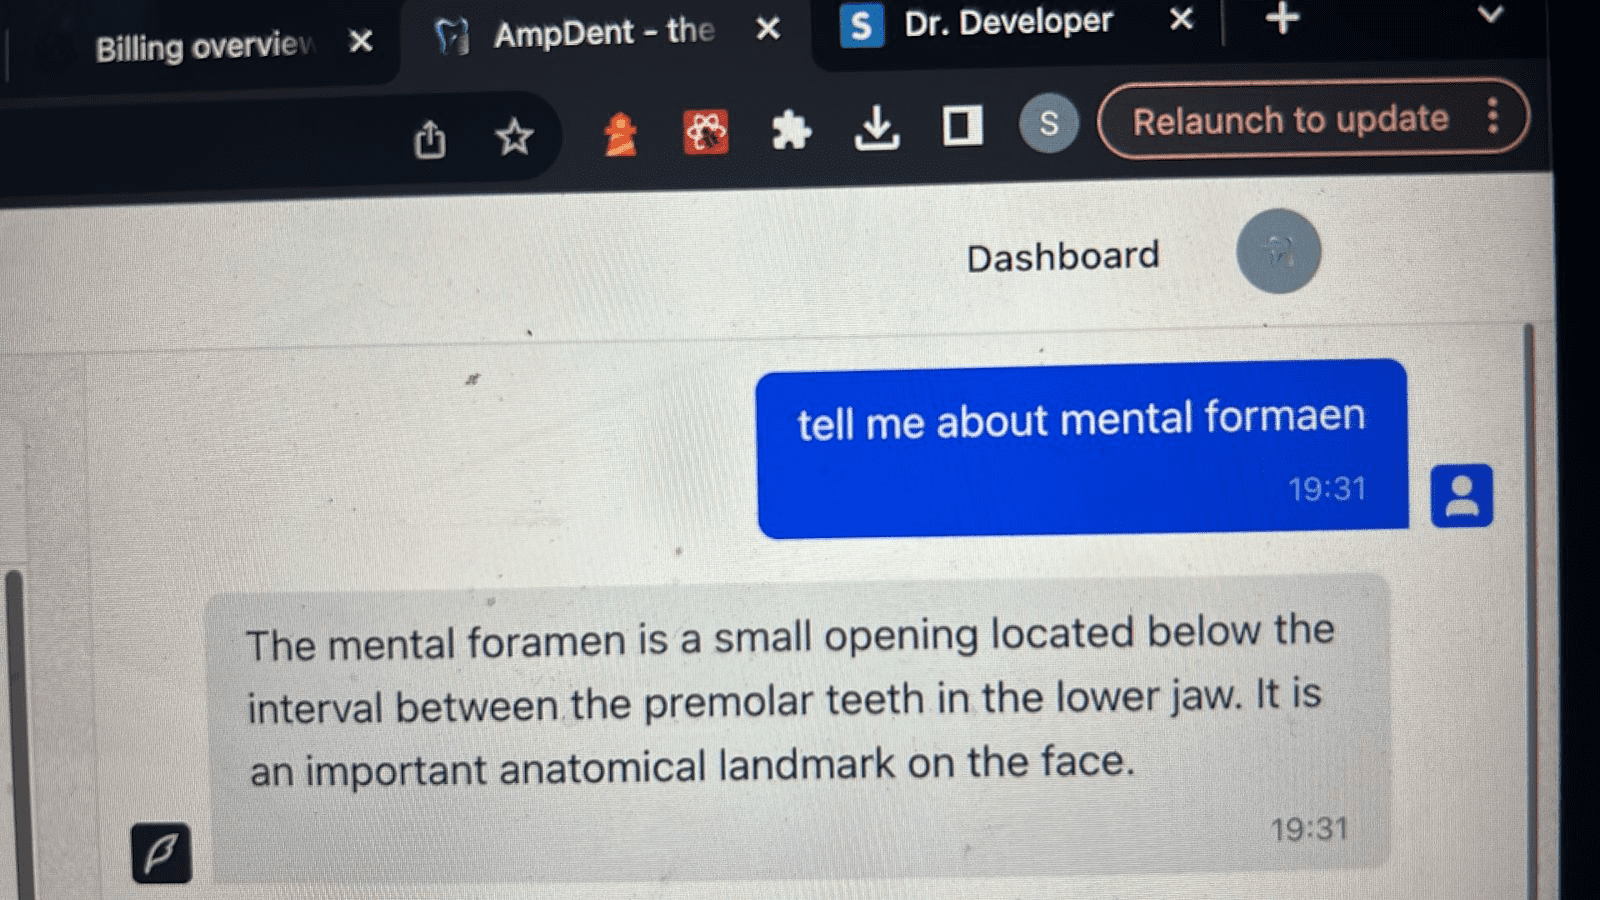 Billing overview
AmpDent - the
S
Dr. Developer
S
Relaunch to update
Dashboard
tell me about mental formaen
19:31
The mental foramen is a small opening located below the
interval between the premolar teeth in the lower jaw. It is
an important anatomical landmark on the face.
19:31